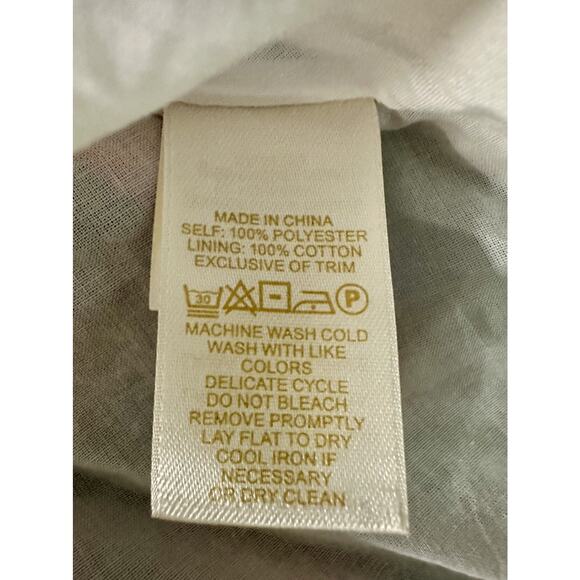 MADE IN CHINA
SELF: 100% POLYESTER
LINING: 100% COTTON
EXCLUSIVE OF TRIM
30 P
MACHINE WASH COLD
WASH WITH LIKE
COLORS
DELICATE CYCLE
DO NOT BLEACH
REMOVE PROMPTLY
LAY FLAT TO DRY
COOL IRON IF
NECESSARY
OR DRY CLEAN